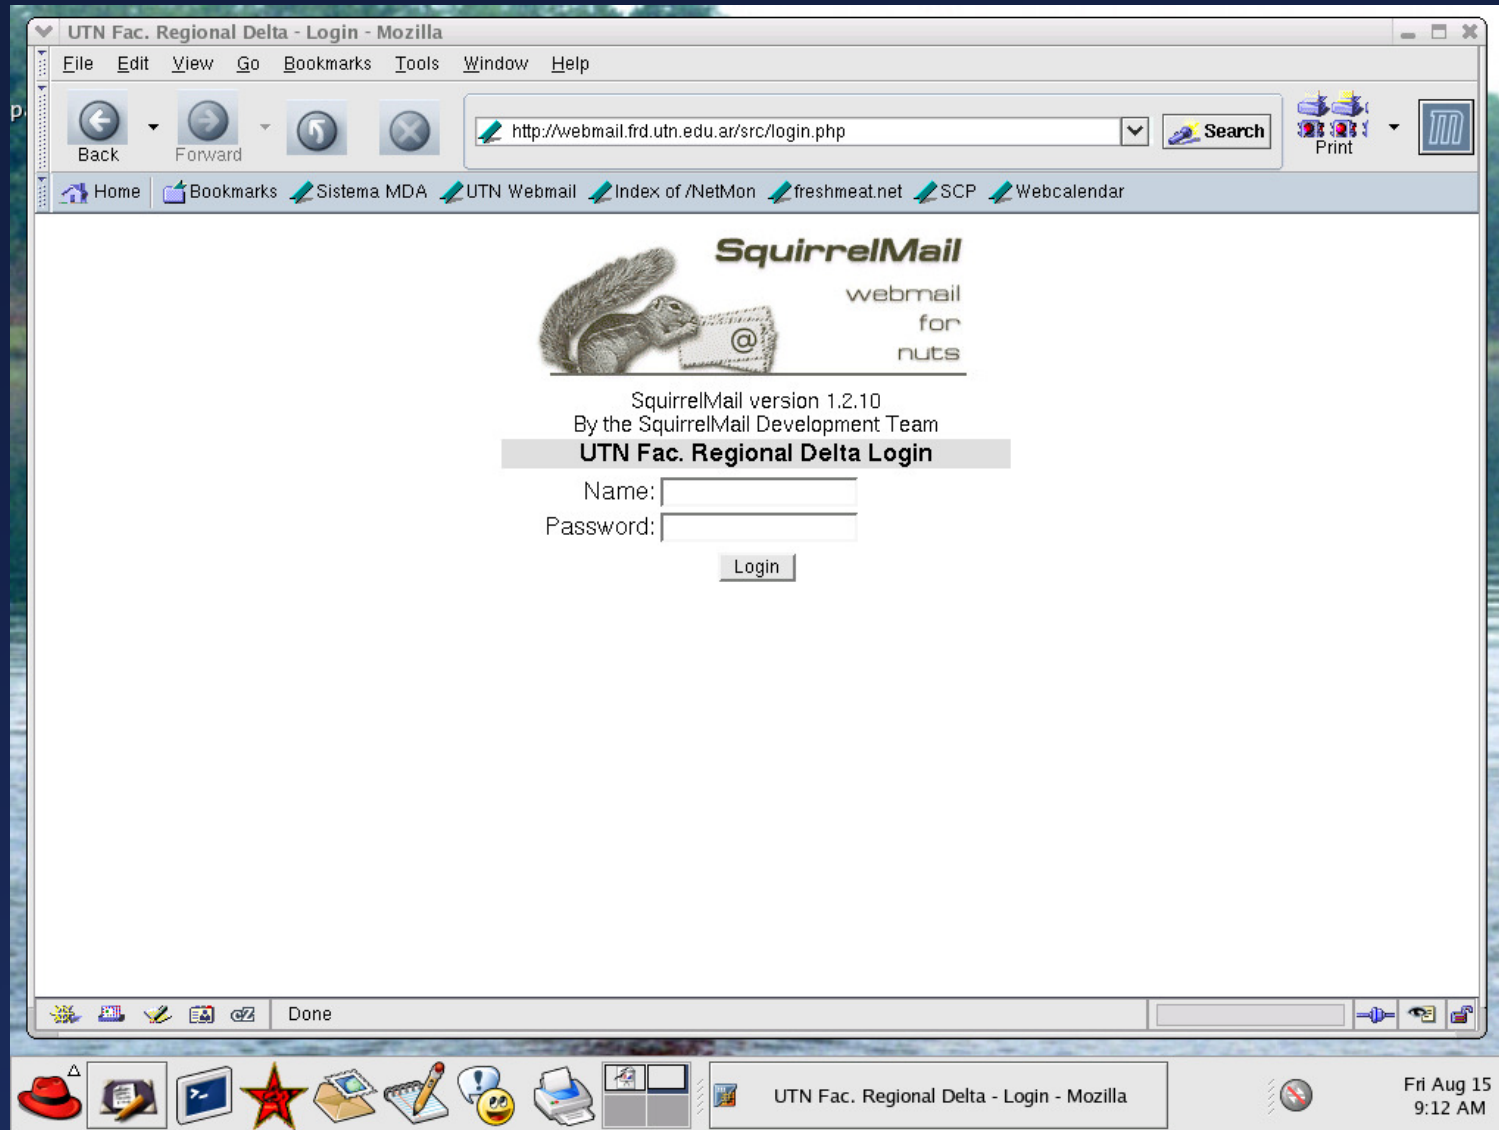 UTN Fac. Regional Delta - Login - Mozilla
File Edit View Go Bookmarks Tools Window Help
Back Forward http://webmail.frd.utn.edu.ar/src/login.php Search Print
Home Bookmarks Sistema MDA UTN Webmail Index of /NetMon freshmeat.net SCP Webcalendar
SquirrelMail
webmail
for
nuts
@
SquirrelMail version 1.2.10
By the SquirrelMail Development Team
UTN Fac. Regional Delta Login
Name:
Password:
Login
Done
UTN Fac. Regional Delta - Login - Mozilla
Fri Aug 15
9:12 AM